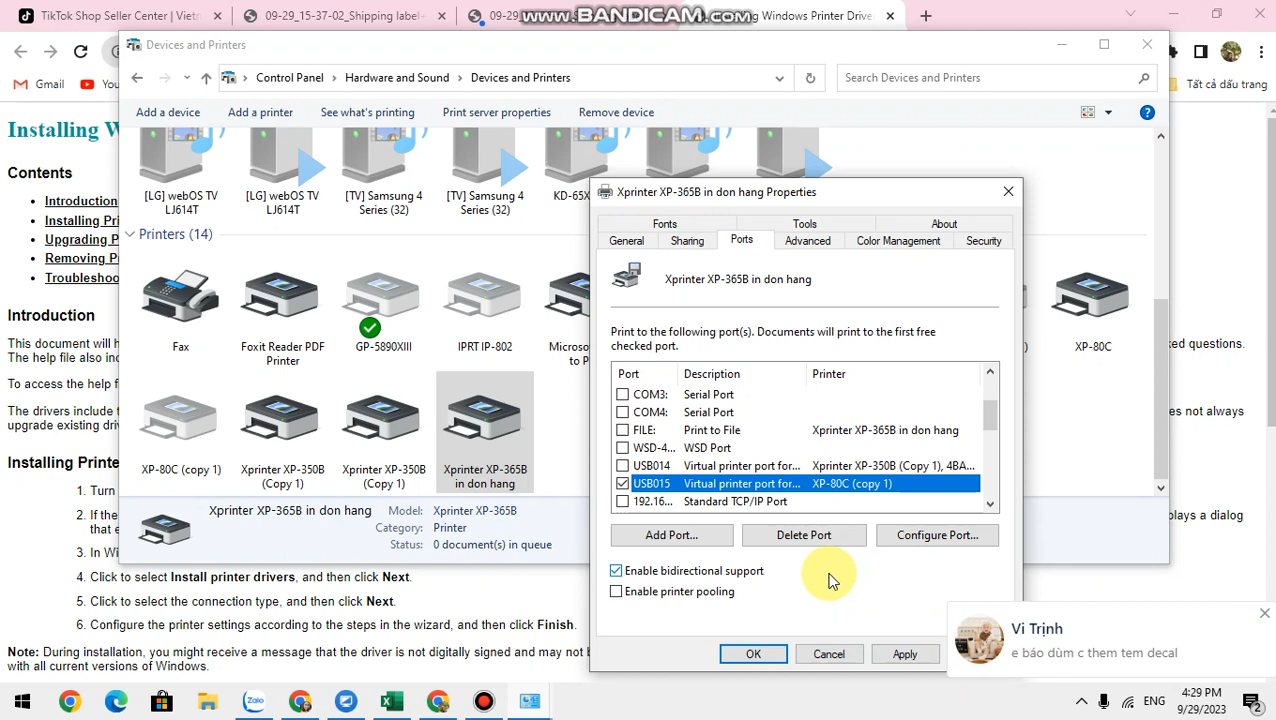 TikTok Shop Seller Center | Vietn
09-29_15-37-02_Shipping label+
09-29
www.BANDICAM.com
ng Windows Printer Drive
Gmail
You
Tất cả dấu trang
Devices and Printers
Control Panel > Hardware and Sound > Devices and Printers
Search Devices and Printers
Add a device
Add a printer
See what's printing
Print server properties
Remove device
Installing W
Contents
Introduction
Installing Pri
Upgrading P
Removing Pr
Troubleshoo
Introduction
This document will h
The help file also inc
To access the help f
The drivers include t
upgrade existing driv
Installing Printe
1. Turn
2. If the
that e
3. In Wi
4. Click to select Install printer drivers, and then click Next.
5. Click to select the connection type, and then click Next.
6. Configure the printer settings according to the steps in the wizard, and then click Finish.
Note: During installation, you might receive a message that the driver is not digitally signed and may not b
with all current versions of Windows.
ked questions.
es not always
plays a dialog
[LG] webOS TV LJ614T
[LG] webOS TV LJ614T
[TV] Samsung 4 Series (32)
[TV] Samsung 4 Series (32)
KD-65X
Printers (14)
Fax
Foxit Reader PDF Printer
GP-5890XIII
IPRT IP-802
Microso
to P
XP-80C
XP-80C (copy 1)
Xprinter XP-350B (Copy 1)
Xprinter XP-350B (Copy 1)
Xprinter XP-365B in don hang
Xprinter XP-365B in don hang
Model: Xprinter XP-365B
Category: Printer
Status: 0 document(s) in queue
Xprinter XP-365B in don hang Properties
Fonts
Tools
About
General
Sharing
Ports
Advanced
Color Management
Security
Xprinter XP-365B in don hang
Print to the following port(s). Documents will print to the first free
checked port.
Port Description Printer
COM3: Serial Port
COM4: Serial Port
FILE: Print to File Xprinter XP-365B in don hang
WSD-4... WSD Port
USB014 Virtual printer port for... Xprinter XP-350B (Copy 1), 4BA...
USB015 Virtual printer port for... XP-80C (copy 1)
192.16... Standard TCP/IP Port
Add Port...
Delete Port
Configure Port...
Enable bidirectional support
Enable printer pooling
OK
Cancel
Apply
Vi Trịnh
e báo dùm c them tem decal
Zalo
ENG
4:29 PM
9/29/2023
2